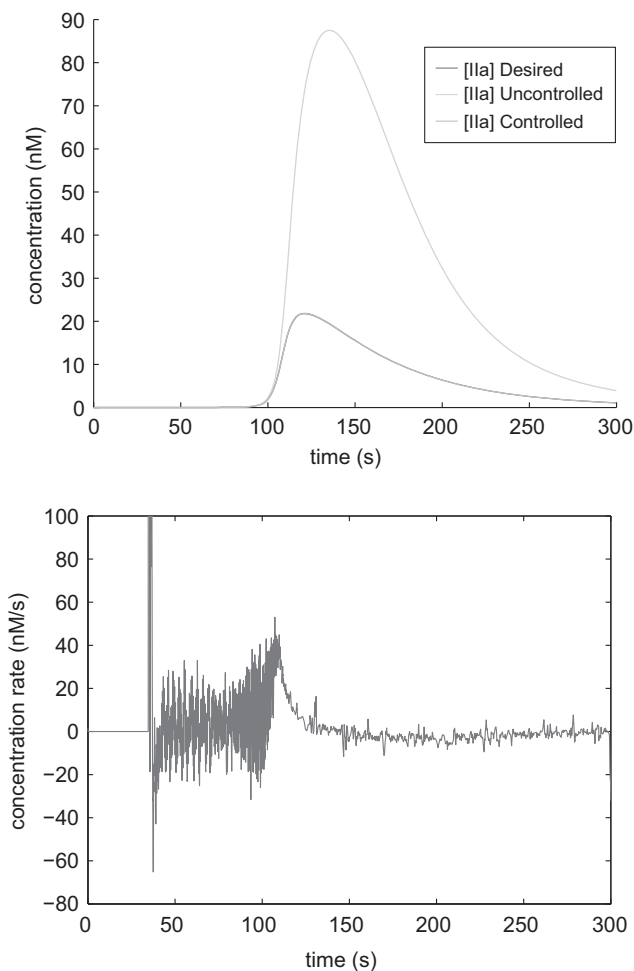 90
80
70
60
50
40
30
20
10
0
concentration (nM)
[IIa] Desired
[IIa] Uncontrolled
[IIa] Controlled
0 50 100 150 200 250 300
time (s)
100
80
60
40
20
0
−20
−40
−60
−80
concentration rate (nM/s)
0 50 100 150 200 250 300
time (s)